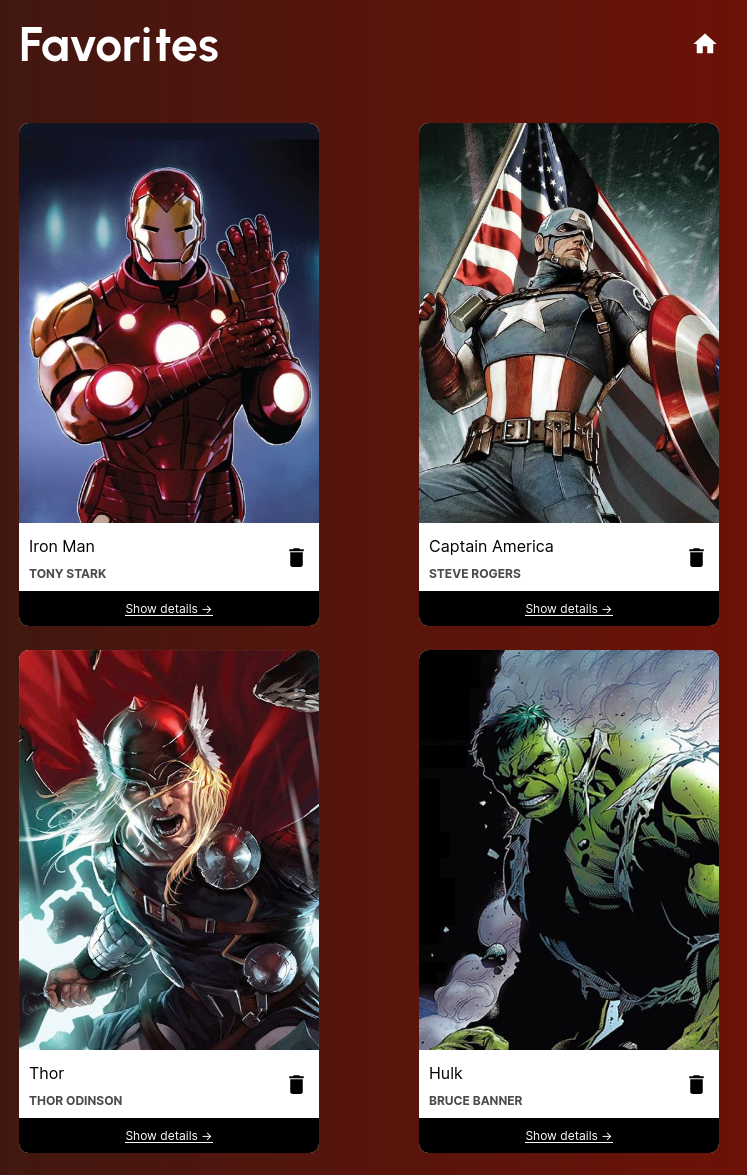 Favorites
Iron Man
TONY STARK
Show details →
Captain America
STEVE ROGERS
Show details →
Thor
THOR ODINSON
Show details →
Hulk
BRUCE BANNER
Show details →